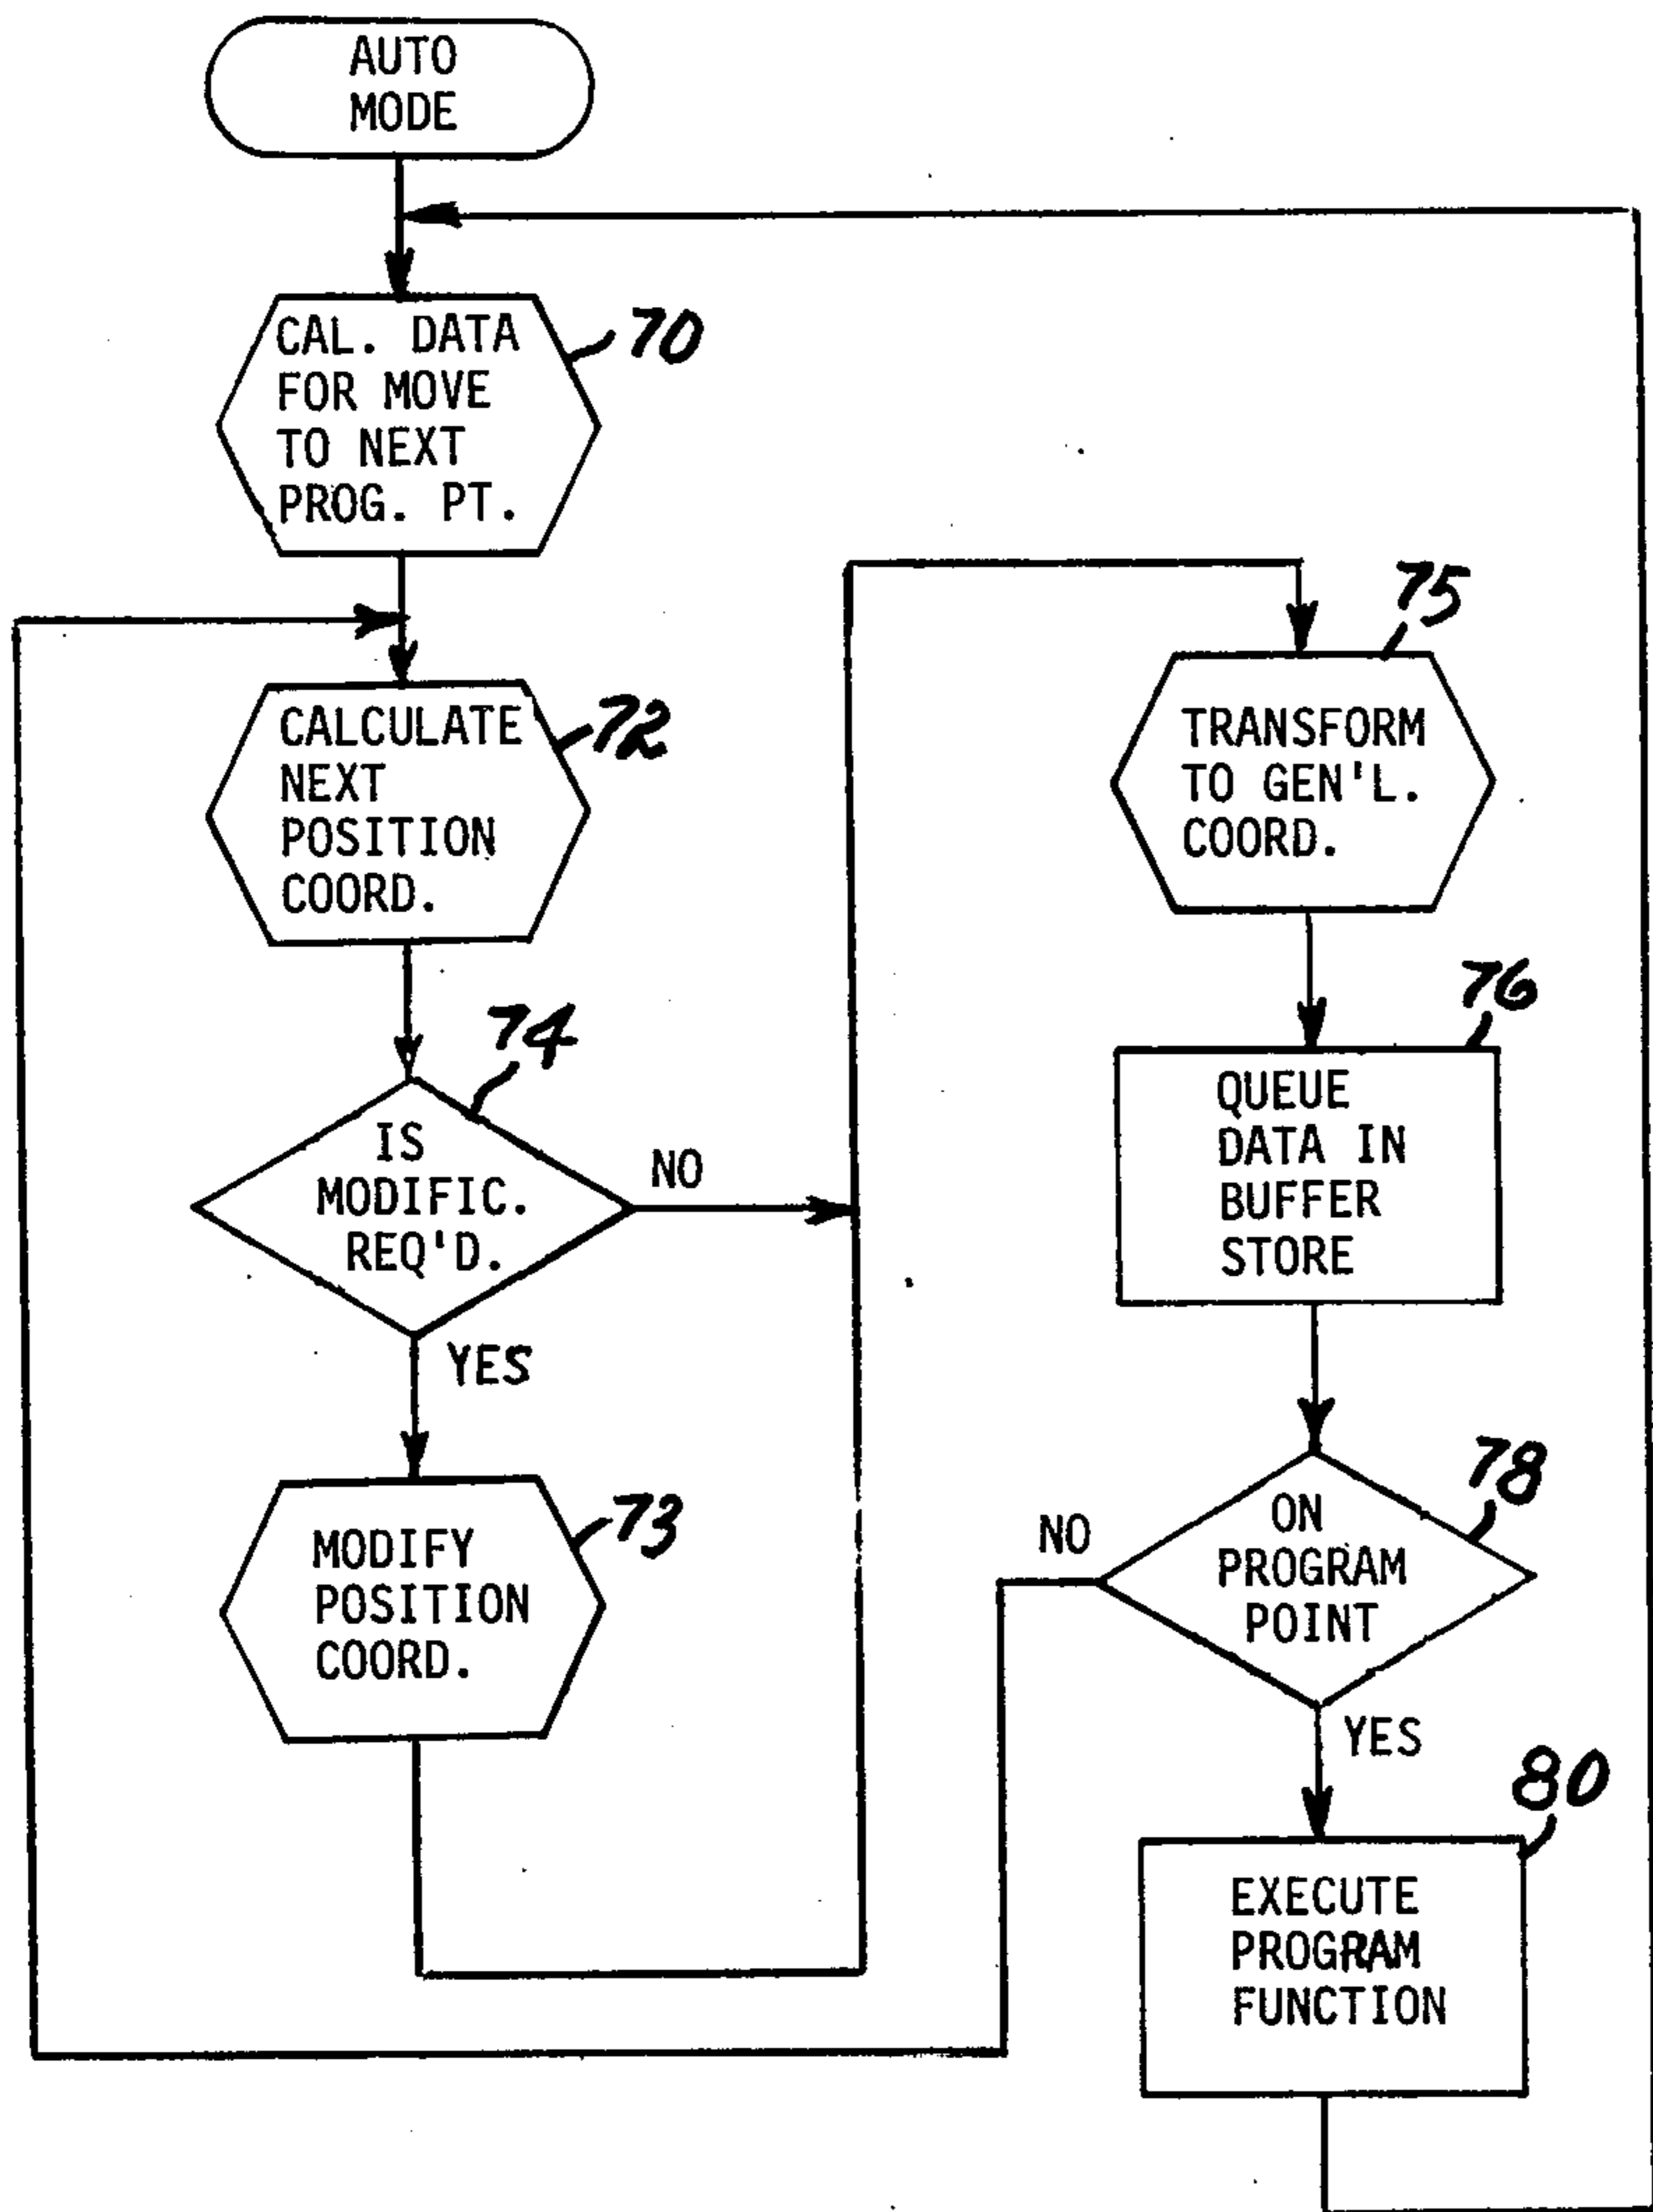 AUTO
MODE
CAL. DATA
FOR MOVE
TO NEXT
PROG. PT.
70
CALCULATE
NEXT
POSITION
COORD.
72
IS
MODIFIC.
REQ'D.
74
NO
YES
MODIFY
POSITION
COORD.
73
TRANSFORM
TO GEN'L.
COORD.
75
QUEUE
DATA IN
BUFFER
STORE
76
ON
PROGRAM
POINT
78
NO
YES
EXECUTE
PROGRAM
FUNCTION
80